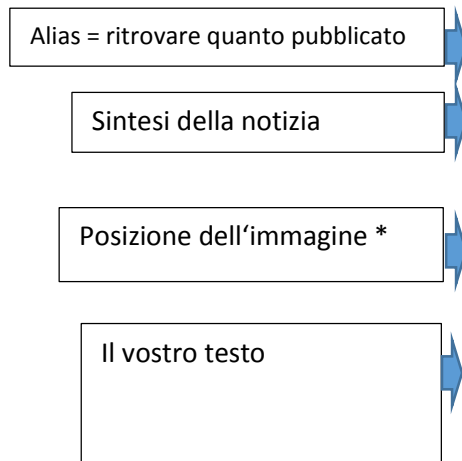 Alias = ritrovare quanto pubblicato
Sintesi della notizia
Posizione dell‘immagine *
Il vostro testo